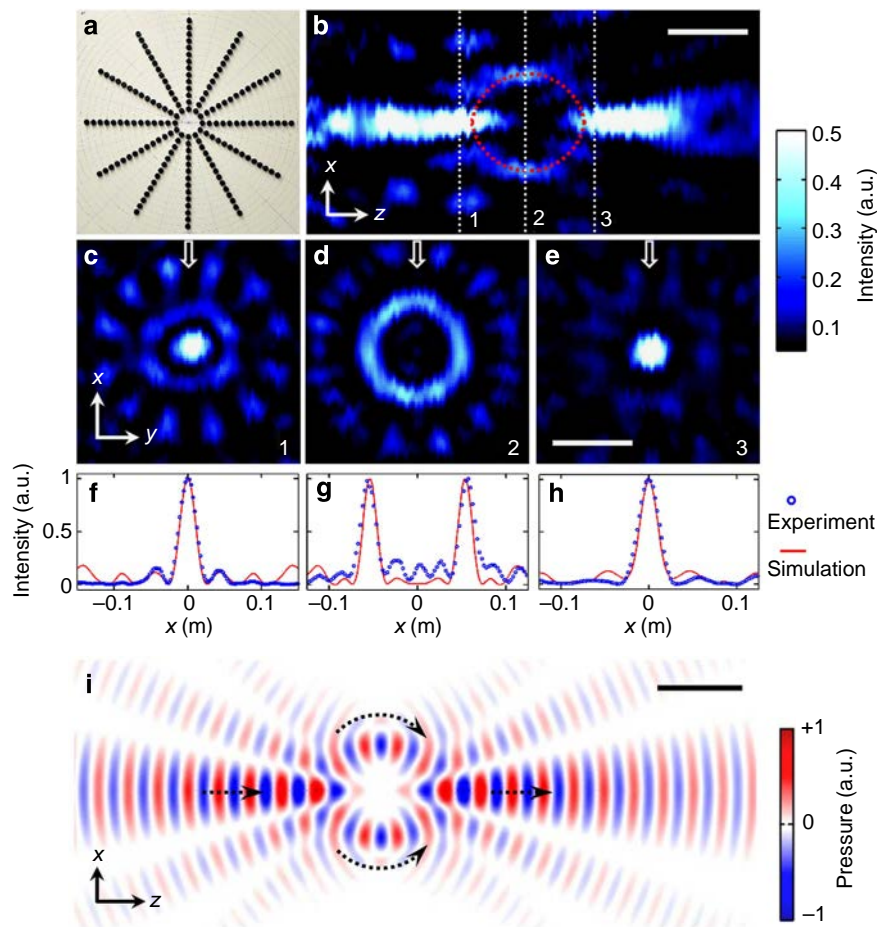 a
b
x
z
1
2
3
0.5
0.4
0.3
0.2
0.1
Intensity (a.u.)
c
d
e
x
y
1
2
3
Intensity (a.u.)
1
0.5
0
f
g
h
–0.1
0
0.1
–0.1
0
0.1
–0.1
0
0.1
x (m)
x (m)
x (m)
Experiment
Simulation
i
x
z
+1
0
–1
Pressure (a.u.)